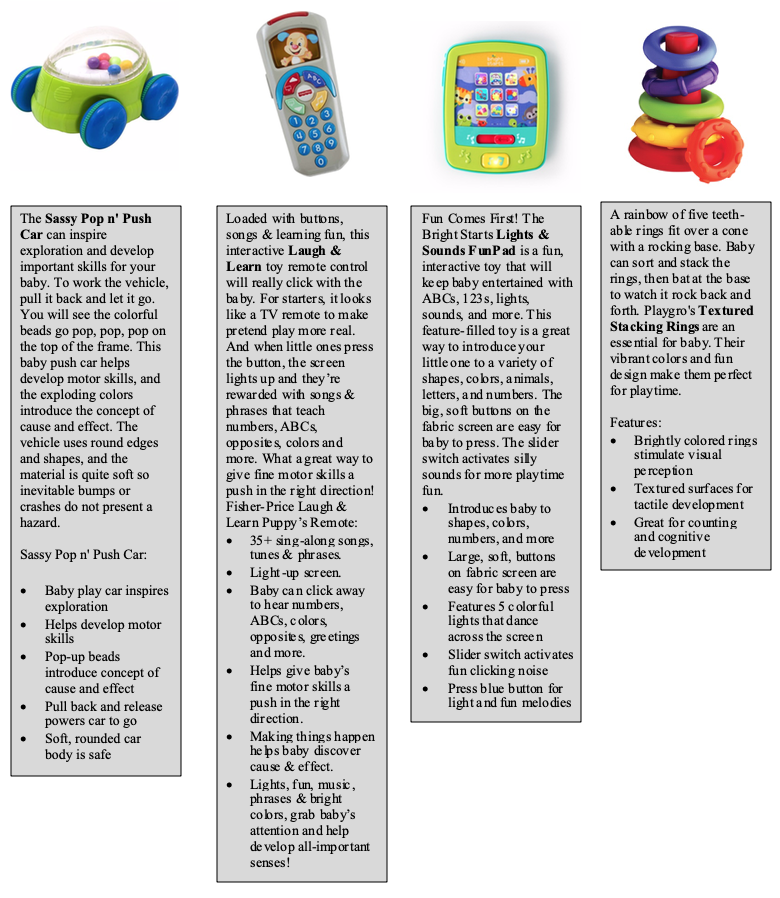 The Sassy Pop n' Push
Car can inspire
exploration and develop
important skills for your
baby. To work the vehicle,
pull it back and let it go.
You will see the colorful
beads go pop, pop, pop on
the top of the frame. This
baby push car helps
develop motor skills, and
the exploding colors
introduce the concept of
cause and effect. The
vehicle uses round edges
and shapes, and the
material is quite soft so
inevitable bumps or
crashes do not present a
hazard.
Sassy Pop n' Push Car:
• Baby play car inspires
exploration
• Helps develop motor
skills
• Pop-up beads
introduce concept of
cause and effect
• Pull back and release
powers car to go
• Soft, rounded car
body is safe
ABC
1 2 3
4 5 6
7 8 9
0
Loaded with buttons,
songs & learning fun, this
interactive Laugh &
Learn toy remote control
will really click with the
baby. For starters, it looks
like a TV remote to make
pretend play more real.
And when little ones press
the button, the screen
lights up and they're
rewarded with songs &
phrases that teach
numbers, ABCs,
opposites, colors and
more. What a great way to
give fine motor skills a
push in the right direction!
Fisher-Price Laugh &
Learn Puppy's Remote:
• 35+ sing-along songs,
tunes & phrases.
• Light-up screen.
• Baby can click away
to hear numbers,
ABCs, colors,
opposites, greetings
and more.
• Helps give baby's
fine motor skills a
push in the right
direction.
• Making things happen
helps baby discover
cause & effect.
• Lights, fun, music,
phrases & bright
colors, grab baby's
attention and help
develop all-important
senses!
Fun Comes First! The
Bright Starts Lights &
Sounds FunPad is a fun,
interactive toy that will
keep baby entertained with
ABCs, 123s, lights,
sounds, and more. This
feature-filled toy is a great
way to introduce your
little one to a variety of
shapes, colors, animals,
letters, and numbers. The
big, soft buttons on the
fabric screen are easy for
baby to press. The slider
switch activates silly
sounds for more playtime
fun.
• Introduces baby to
shapes, colors,
numbers, and more
• Large, soft, buttons
on fabric screen are
easy for baby to press
• Features 5 colorful
lights that dance
across the screen
• Slider switch activates
fun clicking noise
• Press blue button for
light and fun melodies
A rainbow of five teeth-
able rings fit over a cone
with a rocking base. Baby
can sort and stack the
rings, then bat at the base
to watch it rock back and
forth. Playgro's Textured
Stacking Rings are an
essential for baby. Their
vibrant colors and fun
design make them perfect
for playtime.
Features:
• Brightly colored rings
stimulate visual
perception
• Textured surfaces for
tactile development
• Great for counting
and cognitive
development